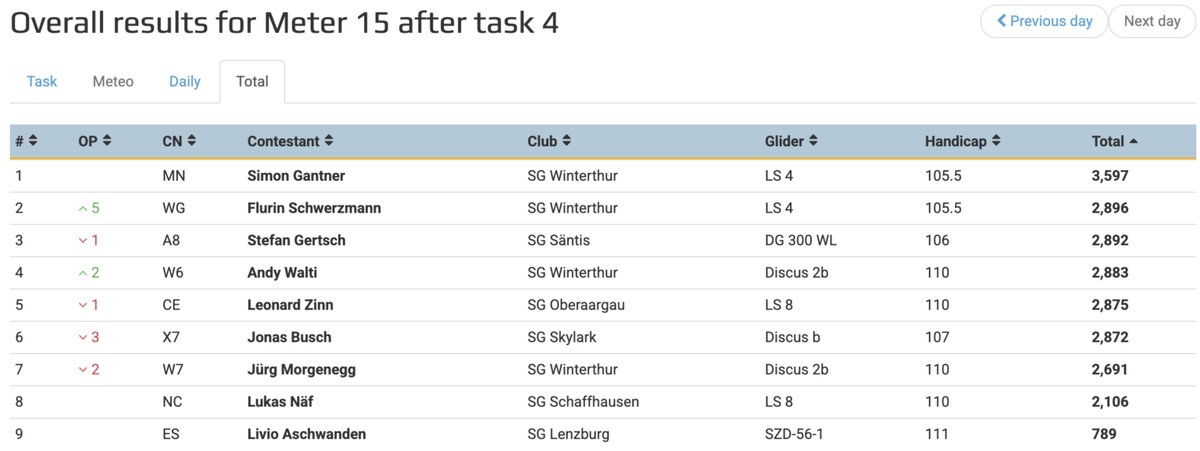 Overall results for Meter 15 after task 4
Previous day
Next day
Task Meteo Daily Total
# OP CN Contestant Club Glider Handicap Total
1 MN Simon Gantner SG Winterthur LS 4 105.5 3,597
2 5 WG Flurin Schwerzmann SG Winterthur LS 4 105.5 2,896
3 1 A8 Stefan Gertsch SG Säntis DG 300 WL 106 2,892
4 2 W6 Andy Walti SG Winterthur Discus 2b 110 2,883
5 1 CE Leonard Zinn SG Oberaargau LS 8 110 2,875
6 3 X7 Jonas Busch SG Skylark Discus b 107 2,872
7 2 W7 Jürg Morgenegg SG Winterthur Discus 2b 110 2,691
8 NC Lukas Näf SG Schaffhausen LS 8 110 2,106
9 ES Livio Aschwanden SG Lenzburg SZD-56-1 111 789